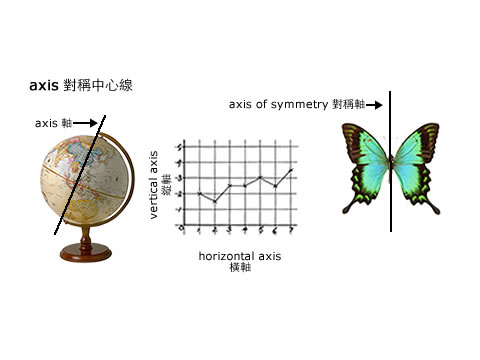 axis 對稱中心線
axis 軸
axis of symmetry 對稱軸
vertical axis
縱軸
5
4
3
2
1
0
1 2 3 4 5 6 7
horizontal axis
橫軸